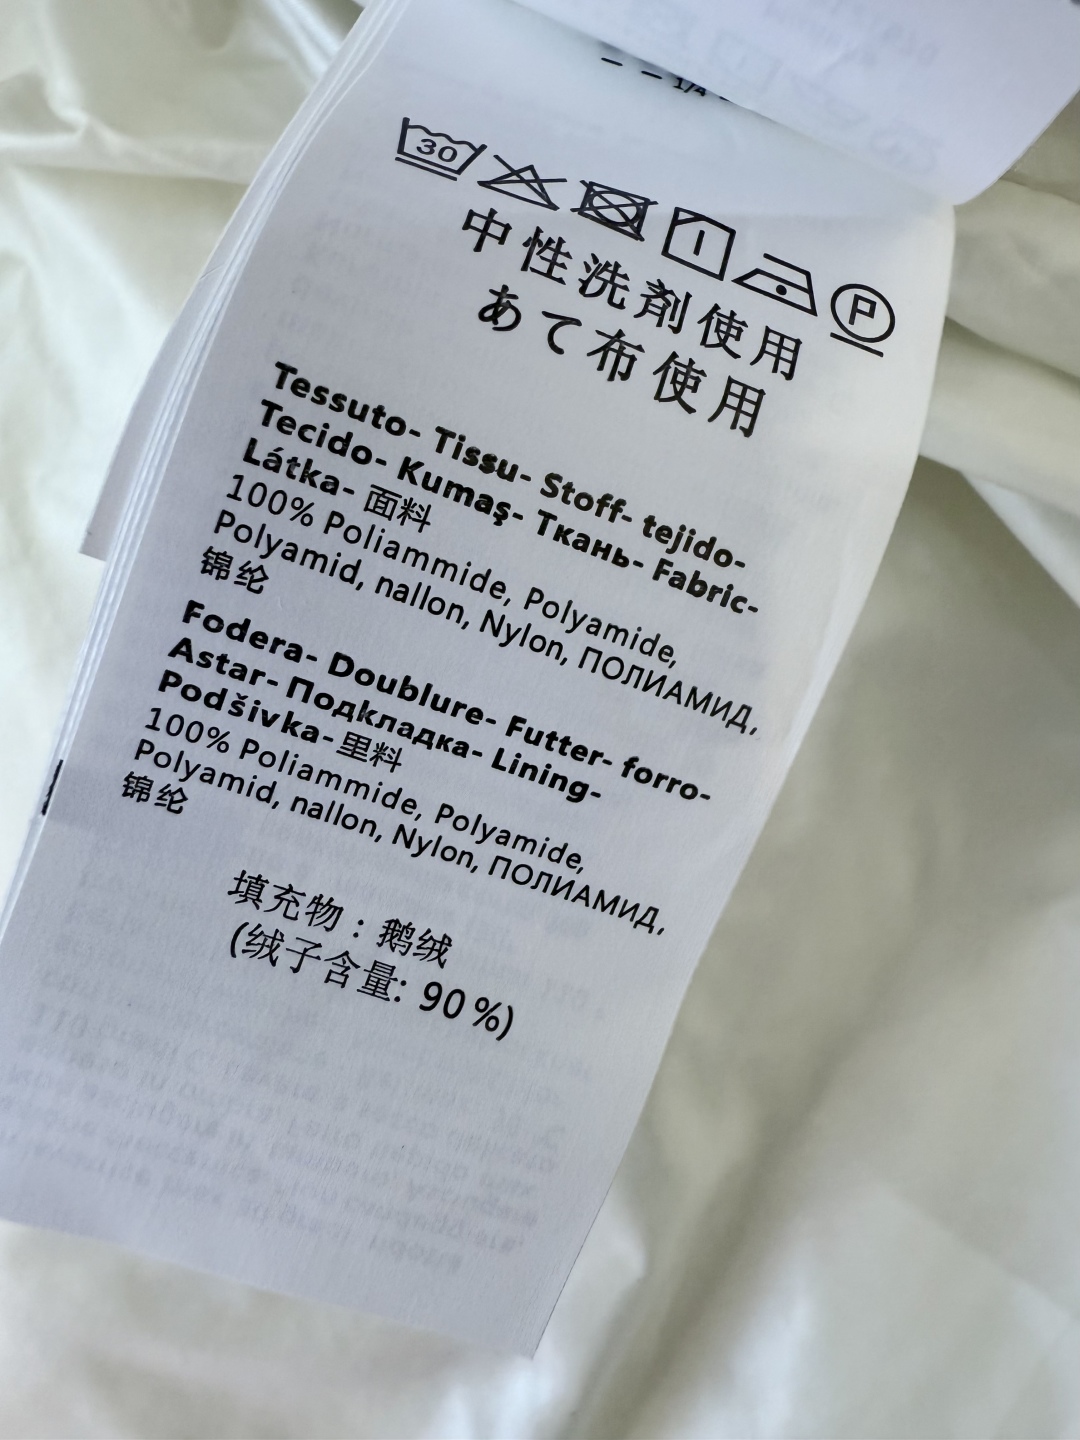 30
P
中性洗剤使用
あて布使用
Tessuto- Tissu- Stoff- tejido-
Tecido- Kumaş- Ткань- Fabric-
Látka- 面料
100% Poliammide, Polyamide,
Polyamid, nallon, Nylon, ПОЛИАМИД,
锦纶
Fodera- Doublure- Futter- forro-
Astar- Подкладка- Lining-
Podšivka- 里料
100% Poliammide, Polyamide,
Polyamid, nallon, Nylon, ПОЛИАМИД,
锦纶
填充物：鹅绒
(绒子含量: 90 %)